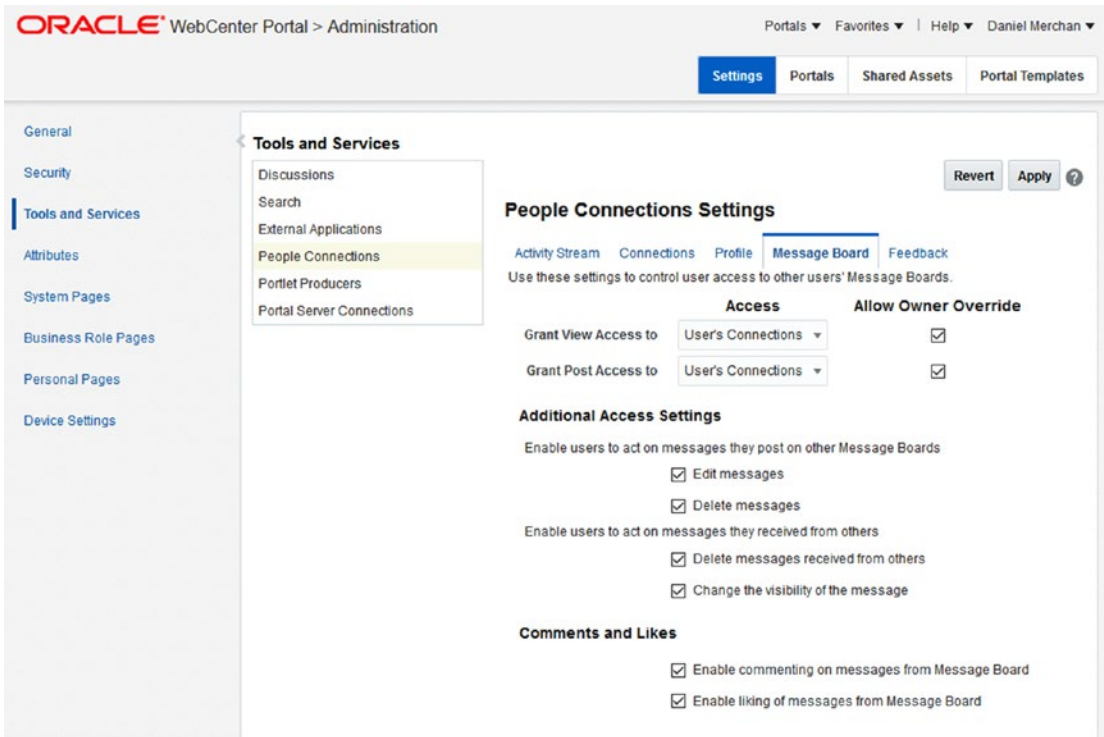 ORACLE WebCenter Portal > Administration
Portals Favorites | Help Daniel Merchan
Settings Portals Shared Assets Portal Templates
General
Security
Tools and Services
Attributes
System Pages
Business Role Pages
Personal Pages
Device Settings
Tools and Services
Discussions
Search
External Applications
People Connections
Portlet Producers
Portal Server Connections
Revert Apply ?
People Connections Settings
Activity Stream Connections Profile Message Board Feedback
Use these settings to control user access to other users' Message Boards.
Access Allow Owner Override
Grant View Access to User's Connections
Grant Post Access to User's Connections
Additional Access Settings
Enable users to act on messages they post on other Message Boards
Edit messages
Delete messages
Enable users to act on messages they received from others
Delete messages received from others
Change the visibility of the message
Comments and Likes
Enable commenting on messages from Message Board
Enable liking of messages from Message Board